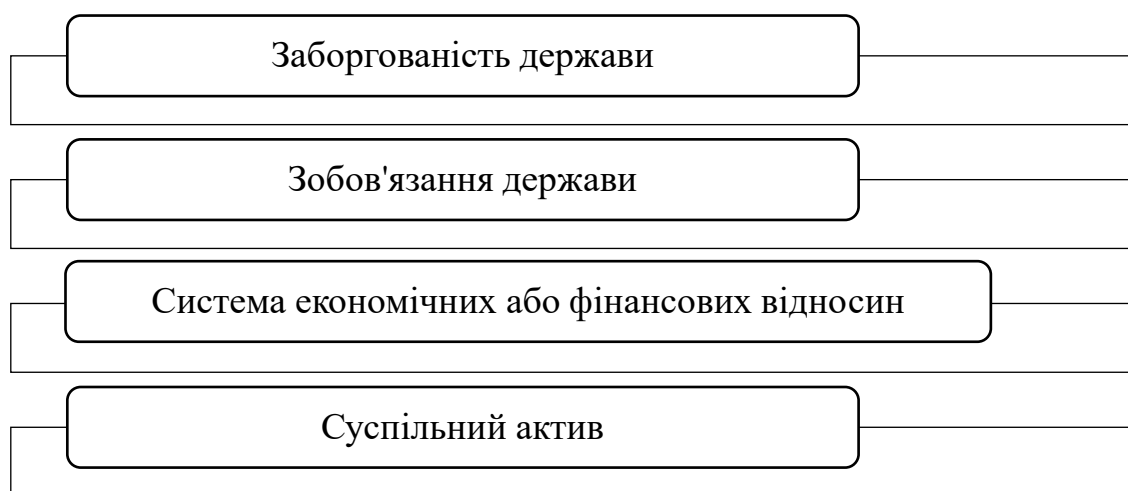 Заборгованість держави
Зобов'язання держави
Система економічних або фінансових відносин
Суспільний актив